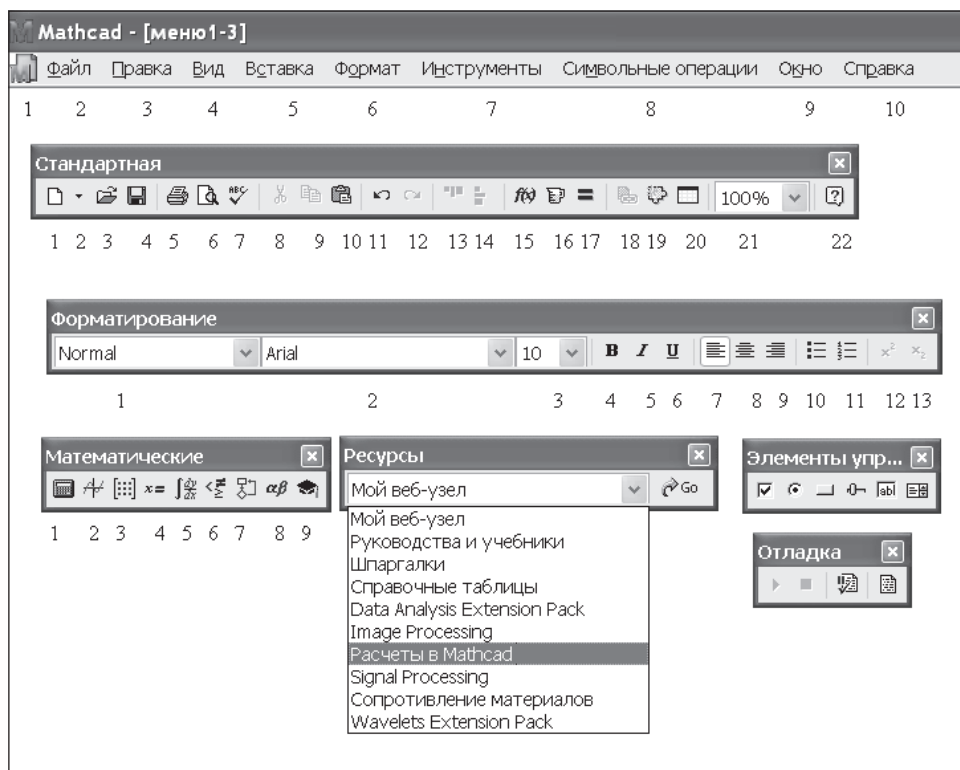 Mathcad - [меню1-3]
Файл Правка Вид Вставка Формат Инструменты Символьные операции Окно Справка
1 2 3 4 5 6 7 8 9 10
Стандартная
100%
1 2 3 4 5 6 7 8 9 10 11 12 13 14 15 16 17 18 19 20 21 22
Форматирование
Normal Arial 10 B I U x² x₂
1 2 3 4 5 6 7 8 9 10 11 12 13
Математические
x= αβ
1 2 3 4 5 6 7 8 9
Ресурсы
Мой веб-узел Go
Мой веб-узел
Руководства и учебники
Шпаргалки
Справочные таблицы
Data Analysis Extension Pack
Image Processing
Расчеты в Mathcad
Signal Processing
Сопротивление материалов
Wavelets Extension Pack
Элементы упр...
abl
Отладка